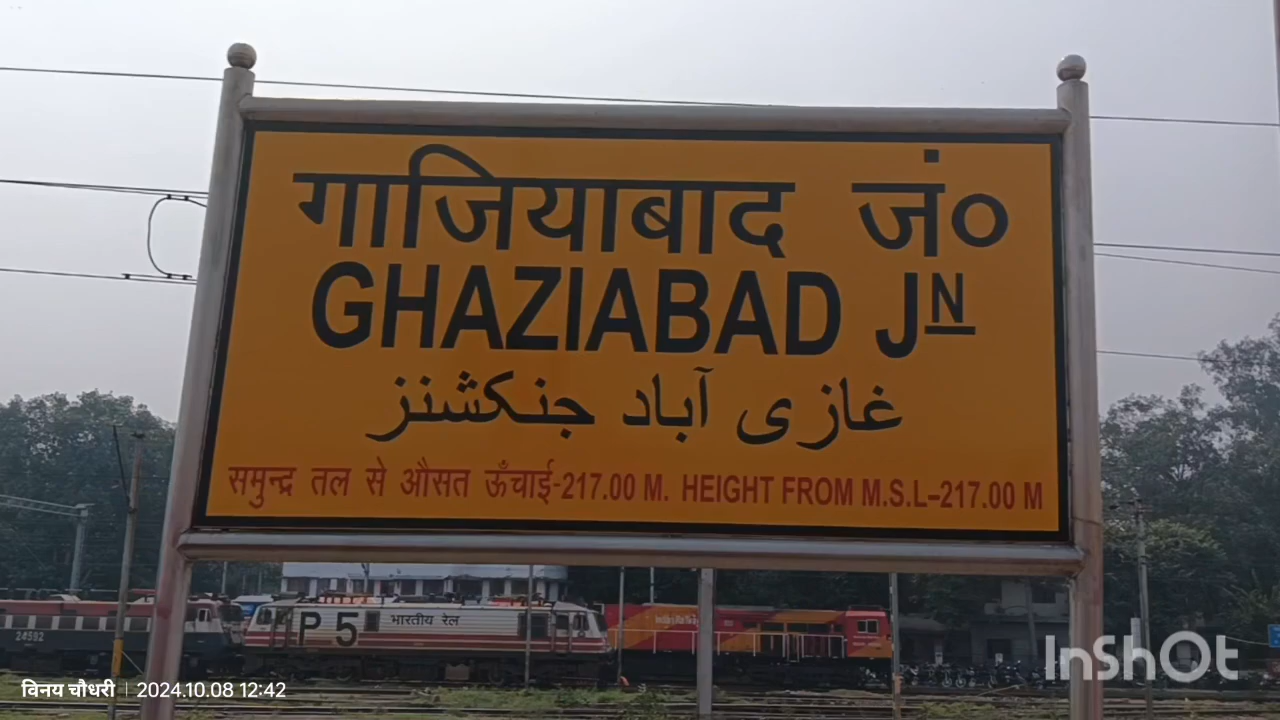 गाजियाबाद जं०
GHAZIABAD JN
غازی آباد جنکشنز
समुन्द्र तल से औसत ऊँचाई-217.00 M. HEIGHT FROM M.S.L-217.00 M
24592
P 5 भारतीय रेल
विनय चौधरी | 2024.10.08 12:42
InShOt